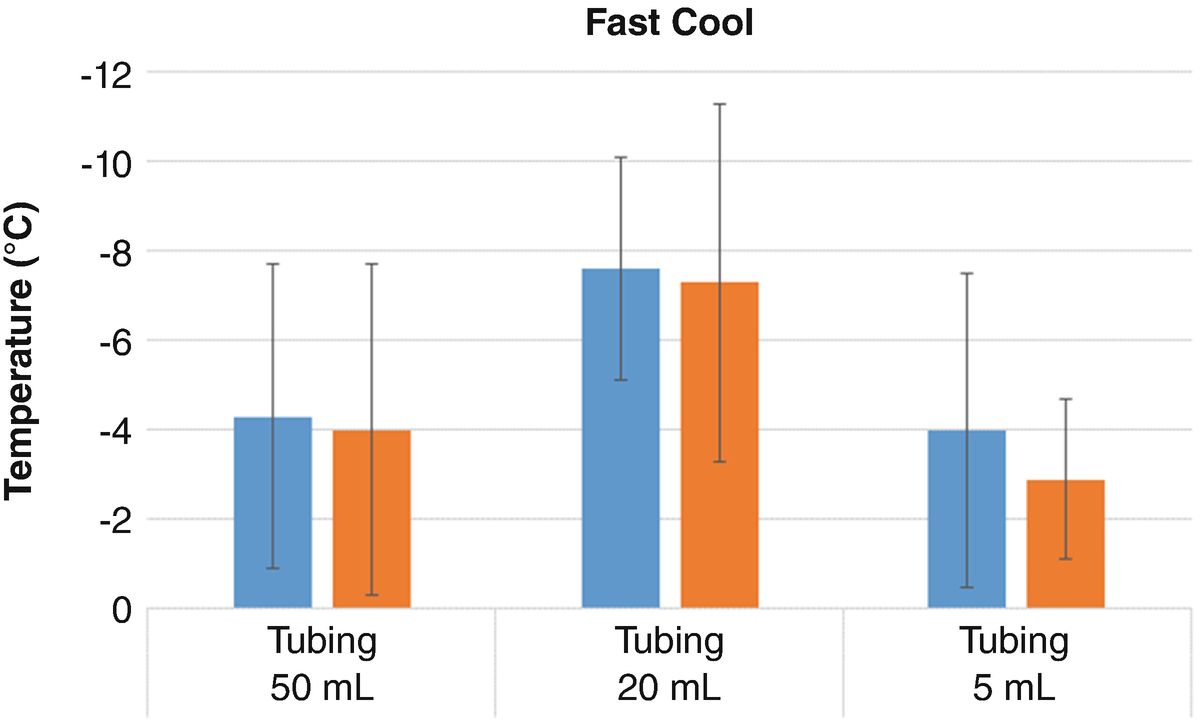 Fast Cool
-12
-10
-8
-6
-4
-2
0
Temperature (°C)
Tubing
50 mL
Tubing
20 mL
Tubing
5 mL